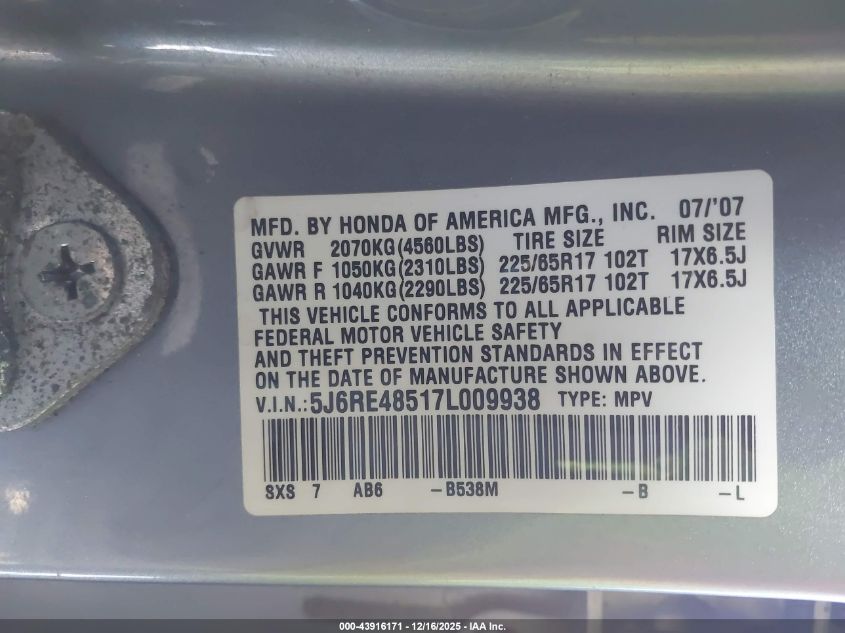 MFD. BY HONDA OF AMERICA MFG., INC. 07/'07
GVWR 2070KG(4560LBS) TIRE SIZE RIM SIZE
GAWR F 1050KG(2310LBS) 225/65R17 102T 17X6.5J
GAWR R 1040KG(2290LBS) 225/65R17 102T 17X6.5J
THIS VEHICLE CONFORMS TO ALL APPLICABLE
FEDERAL MOTOR VEHICLE SAFETY
AND THEFT PREVENTION STANDARDS IN EFFECT
ON THE DATE OF MANUFACTURE SHOWN ABOVE.
V.I.N.:5J6RE48517L009938 TYPE: MPV
SXS 7 AB6 -B538M -B -L
000-43916171 - 12/16/2025 - IAA Inc.